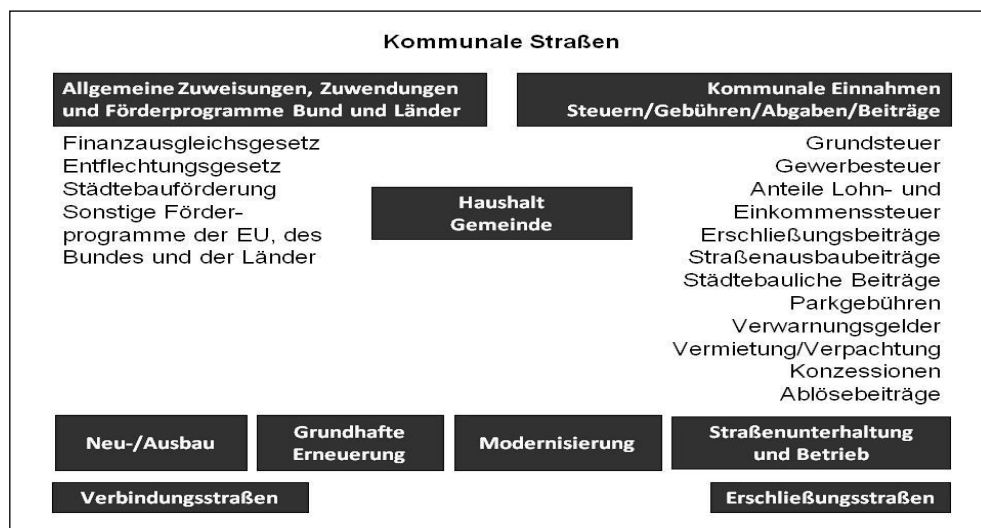 Kommunale Straßen
Allgemeine Zuweisungen, Zuwendungen
und Förderprogramme Bund und Länder
Finanzausgleichsgesetz
Entflechtungsgesetz
Städtebauförderung
Sonstige Förder-
programme der EU, des
Bundes und der Länder
Kommunale Einnahmen
Steuern/Gebühren/Abgaben/Beiträge
Grundsteuer
Gewerbesteuer
Anteile Lohn- und
Einkommenssteuer
Erschließungsbeiträge
Straßenausbaubeiträge
Städtebauliche Beiträge
Parkgebühren
Verwarnungsgelder
Vermietung/Verpachtung
Konzessionen
Ablösebeiträge
Haushalt
Gemeinde
Neu-/Ausbau
Grundhafte
Erneuerung
Modernisierung
Straßenunterhaltung
und Betrieb
Verbindungsstraßen
Erschließungsstraßen